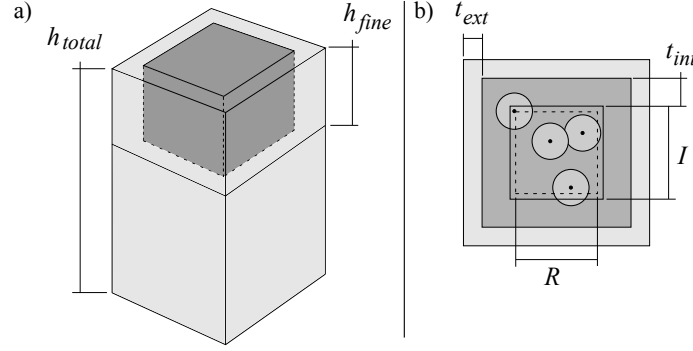 a)
h_total
h_fine
b)
t_ext
t_int
I
R